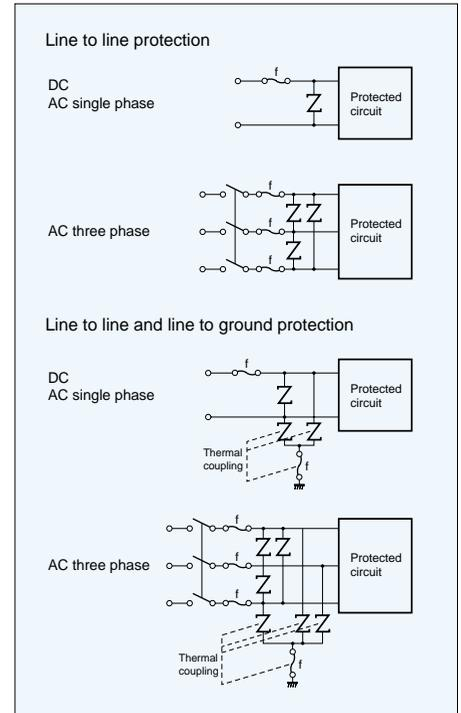 Line to line protection
f
DC
AC single phase
Protected
circuit
f
AC three phase
f
f
Protected
circuit
Line to line and line to ground protection
f
DC
AC single phase
Protected
circuit
Thermal
coupling
f
f
AC three phase
f
f
Protected
circuit
Thermal
coupling
f